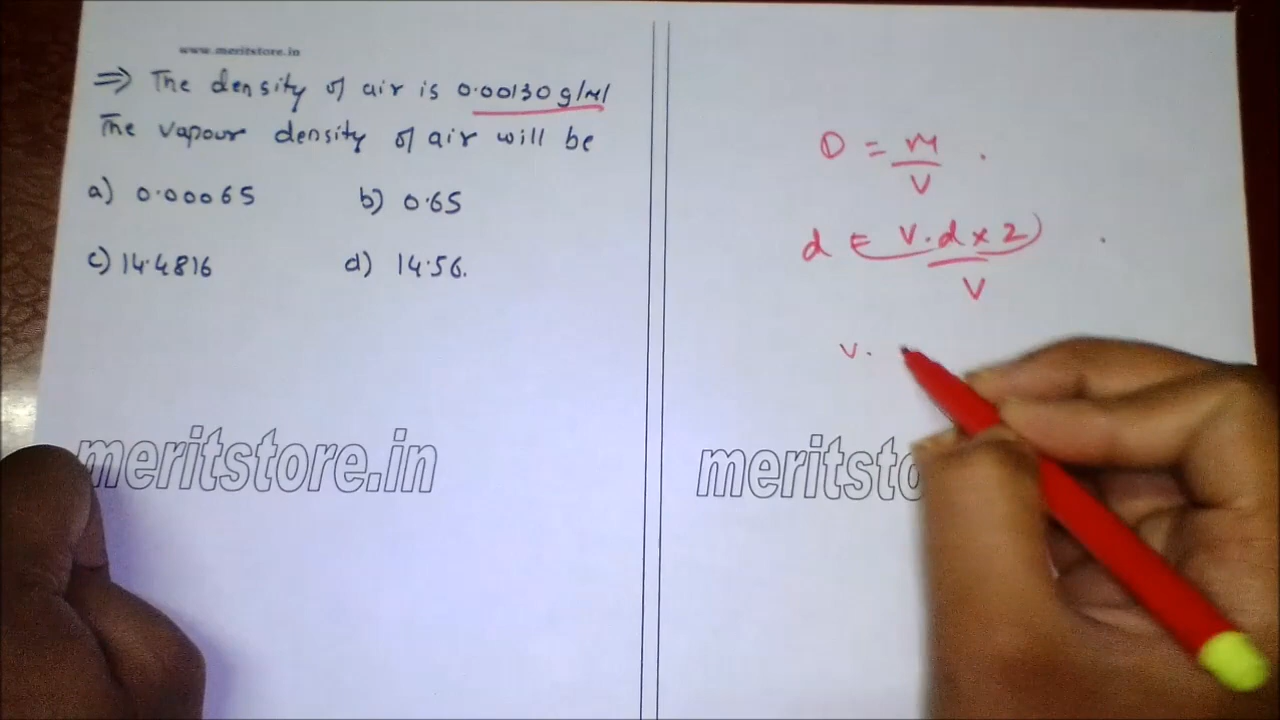 www.meritstore.in
⇒ The density of air is 0.00130 g/ml
The vapour density of air will be
a) 0.00065 b) 0.65
c) 14.4816 d) 14.56.
meritstore.in
D = M
V
d = V.d x 2
V
V.
meritsto